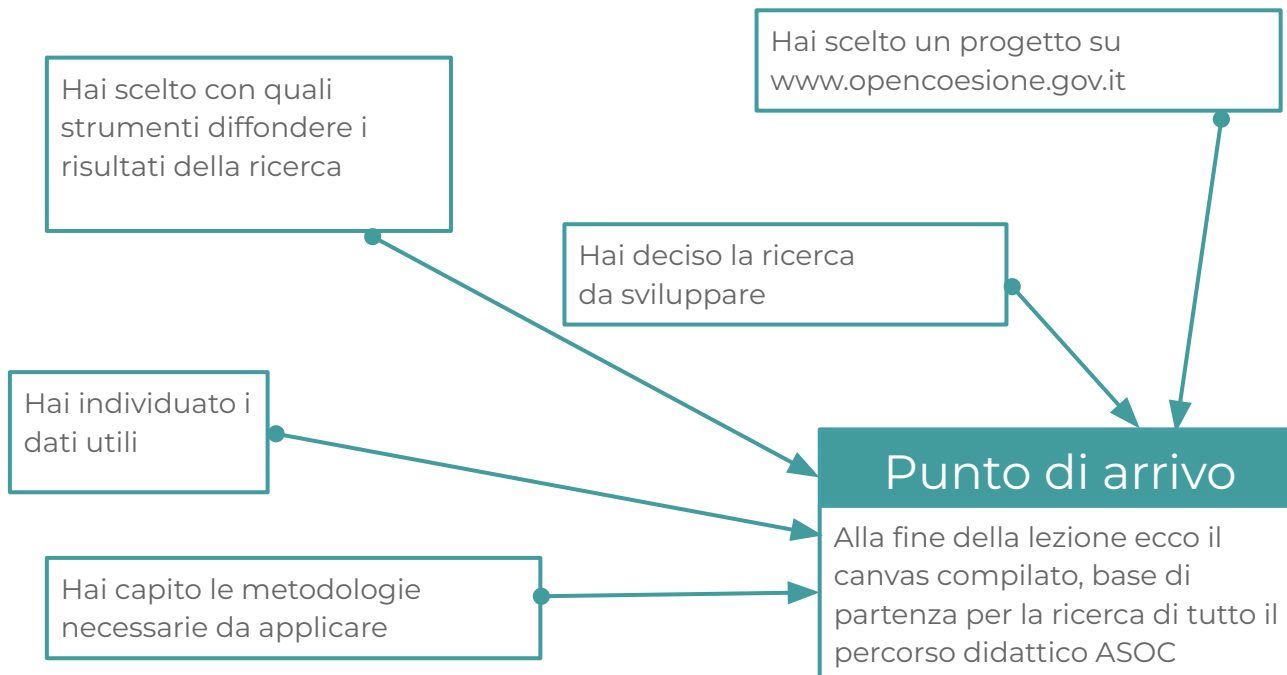 Hai scelto un progetto su
www.opencoesione.gov.it
Hai scelto con quali
strumenti diffondere i
risultati della ricerca
Hai deciso la ricerca
da sviluppare
Hai individuato i
dati utili
Hai capito le metodologie
necessarie da applicare
Punto di arrivo
Alla fine della lezione ecco il
canvas compilato, base di
partenza per la ricerca di tutto il
percorso didattico ASOC